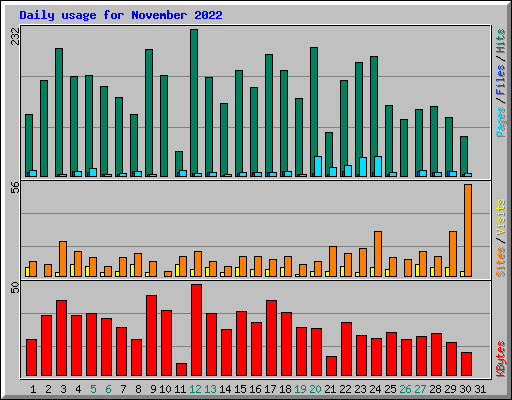 Daily usage for November 2022
232
Pages / Files / Hits
56
Sites / Visits
50
KBytes
1 2 3 4 5 6 7 8 9 10 11 12 13 14 15 16 17 18 19 20 21 22 23 24 25 26 27 28 29 30 31